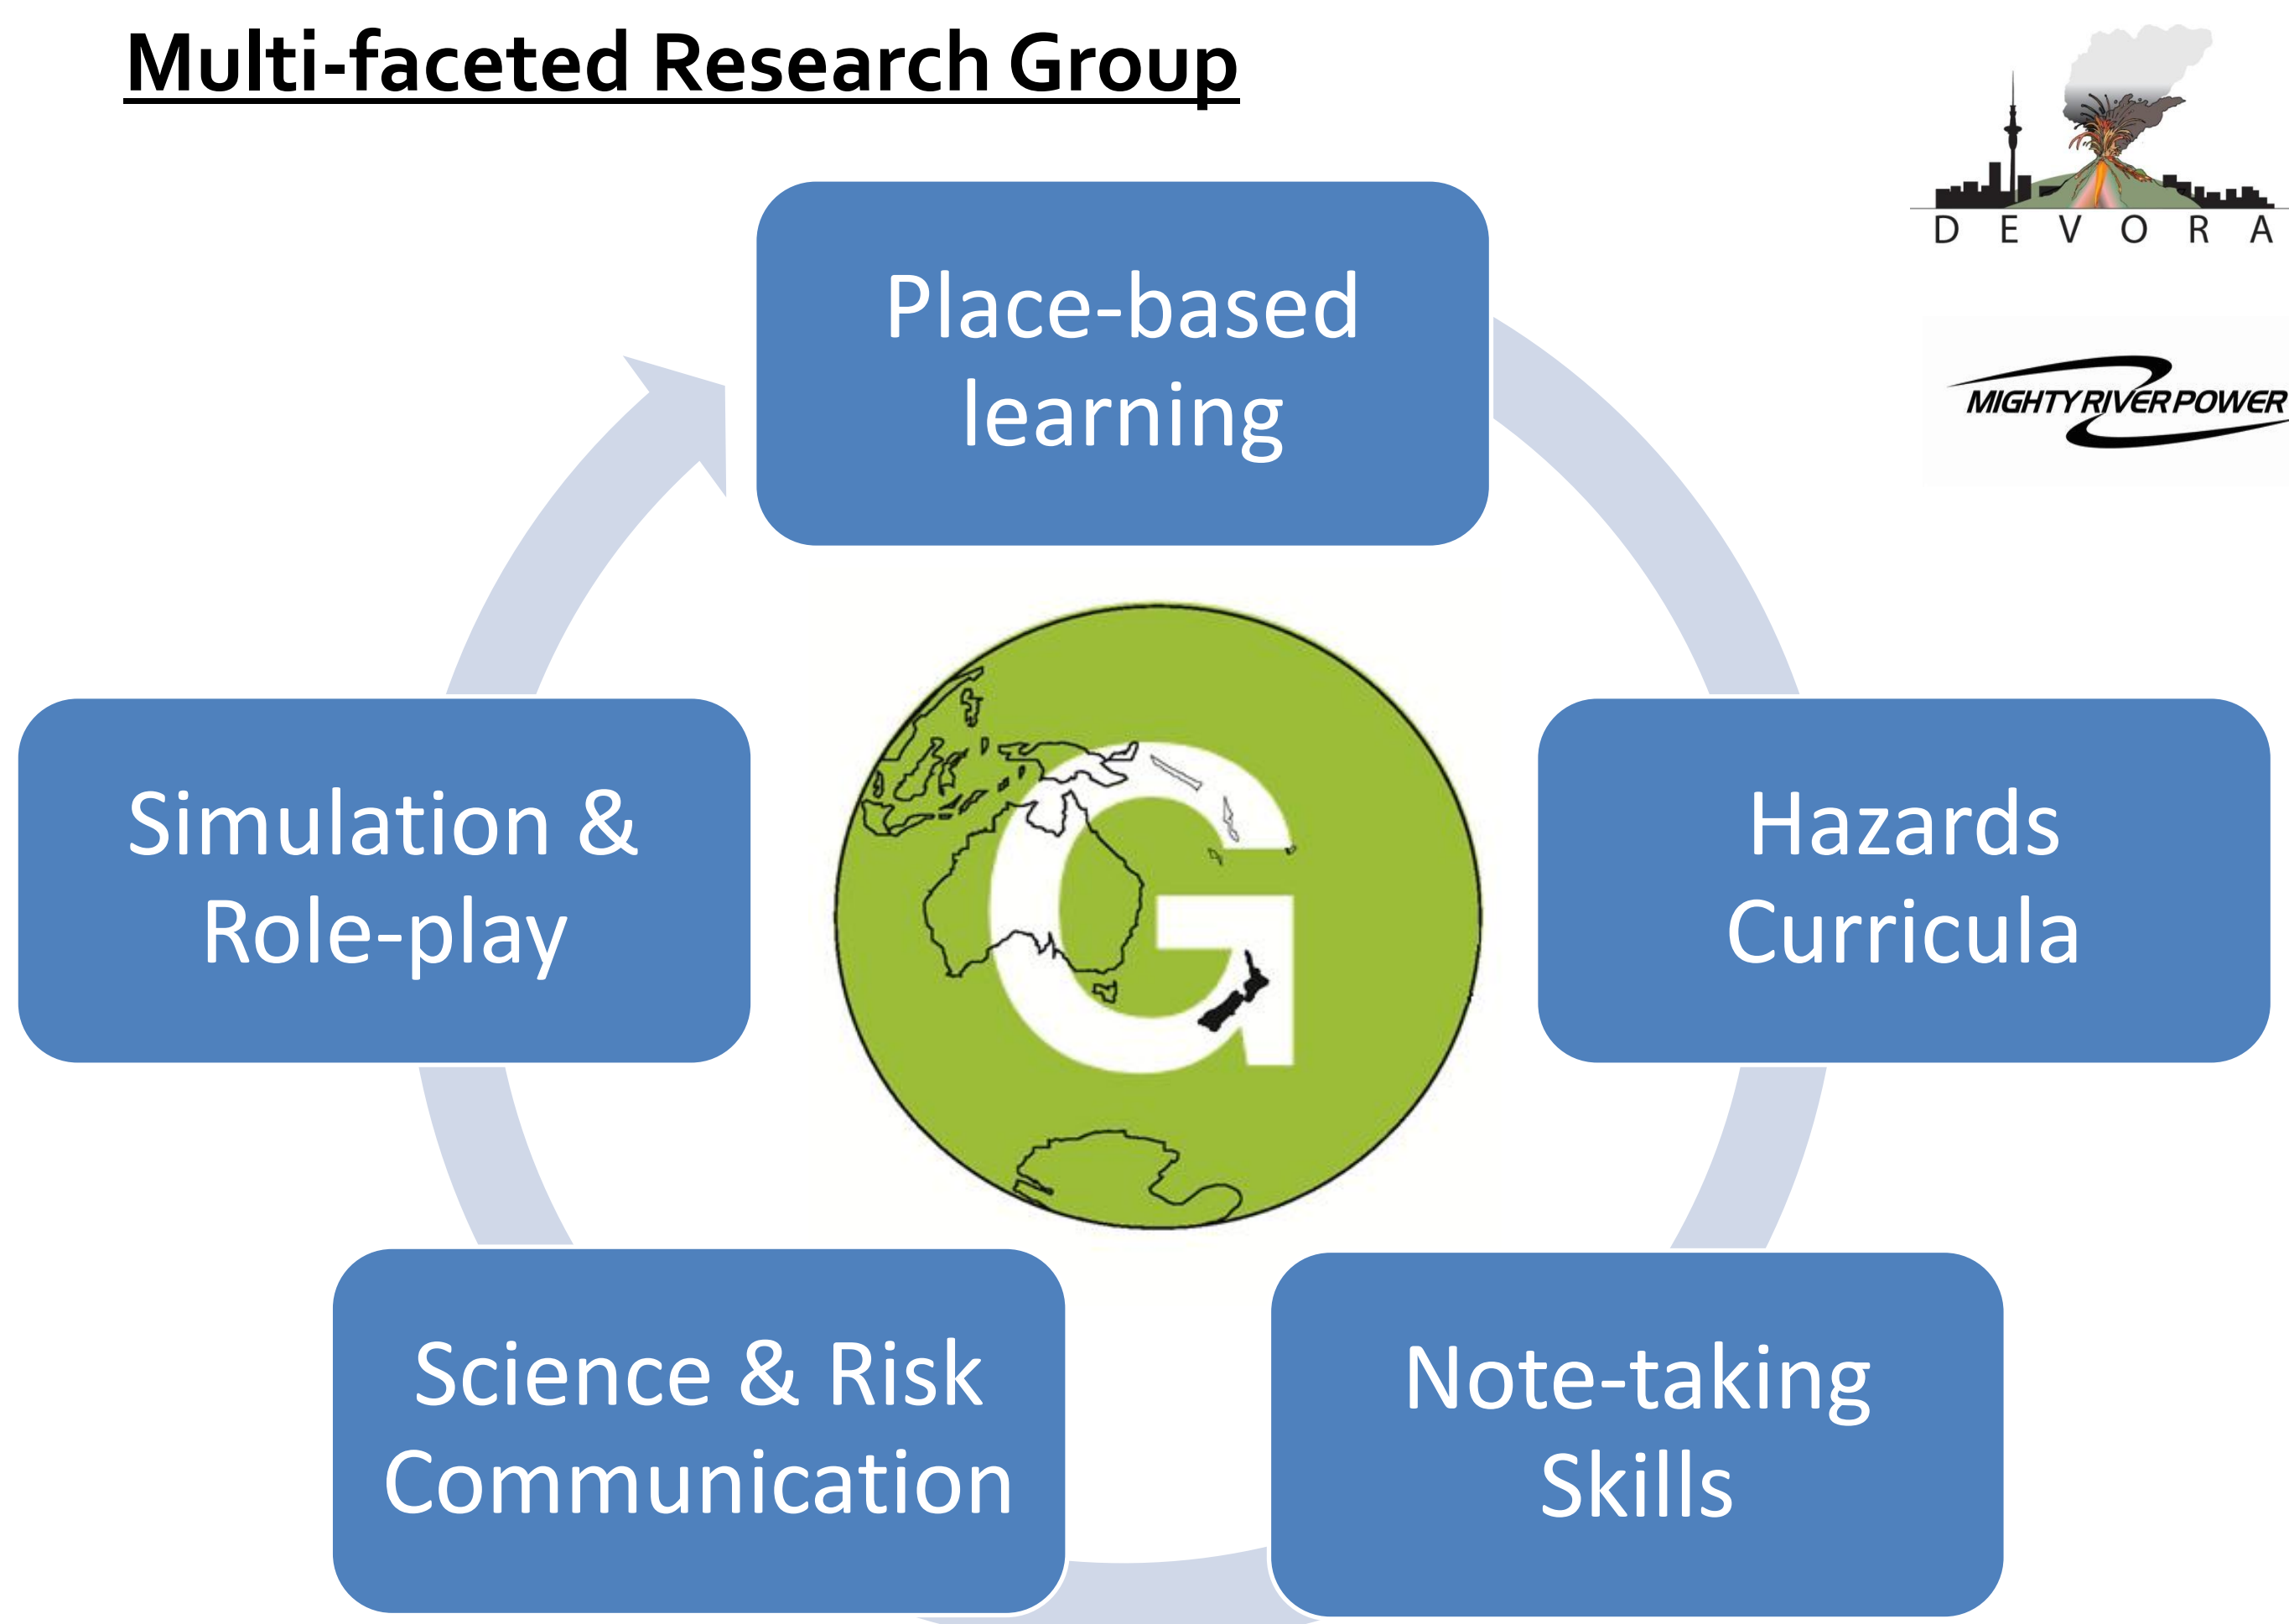 Multi-faceted Research Group
DEVORA
MIGHTY RIVER POWER
Place-based
learning
Hazards
Curricula
Note-taking
Skills
Science & Risk
Communication
Simulation &
Role-play
G